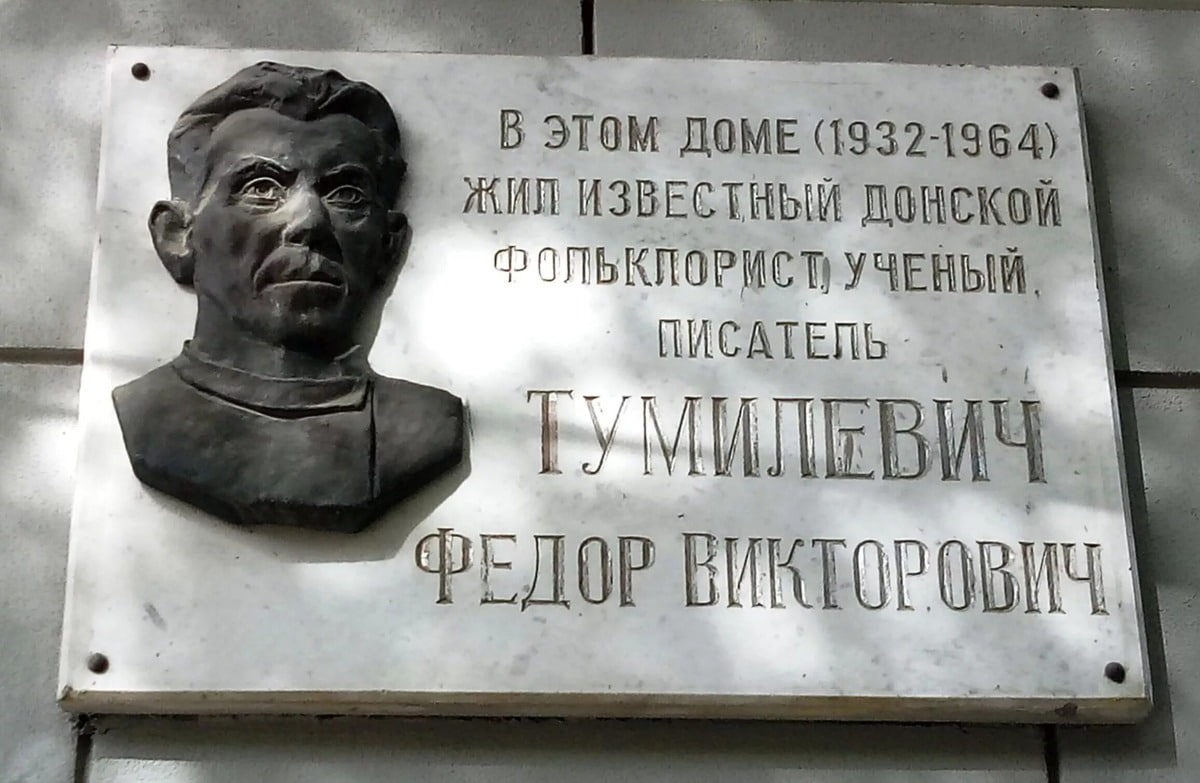 В ЭТОМ ДОМЕ (1932-1964)
ЖИЛ ИЗВЕСТНЫЙ ДОНСКОЙ
ФОЛЬКЛОРИСТ, УЧЕНЫЙ,
ПИСАТЕЛЬ
ТУМИЛЕВИЧ
ФЕДОР ВИКТОРОВИЧ